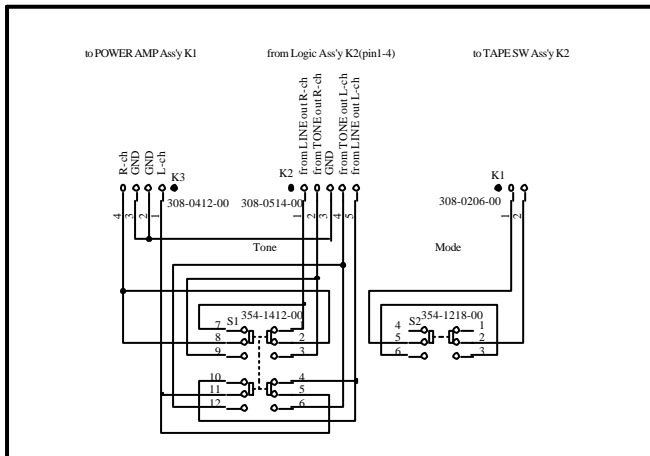 to POWER AMP Ass'y K1
from Logic Ass'y K2(pin1-4)
to TAPE SW Ass'y K2
R-ch
GND
GND
L-ch
from LINE out R-ch
from TONE out R-ch
GND
from TONE out L-ch
from LINE out L-ch
K3
K2
K1
308-0412-00
308-0514-00
308-0206-00
4
3
2
1
1
2
3
4
5
1
2
Tone
Mode
S1
354-1412-00
S2
354-1218-00
7
8
9
1
2
3
4
5
6
1
2
3
10
11
12
4
5
6